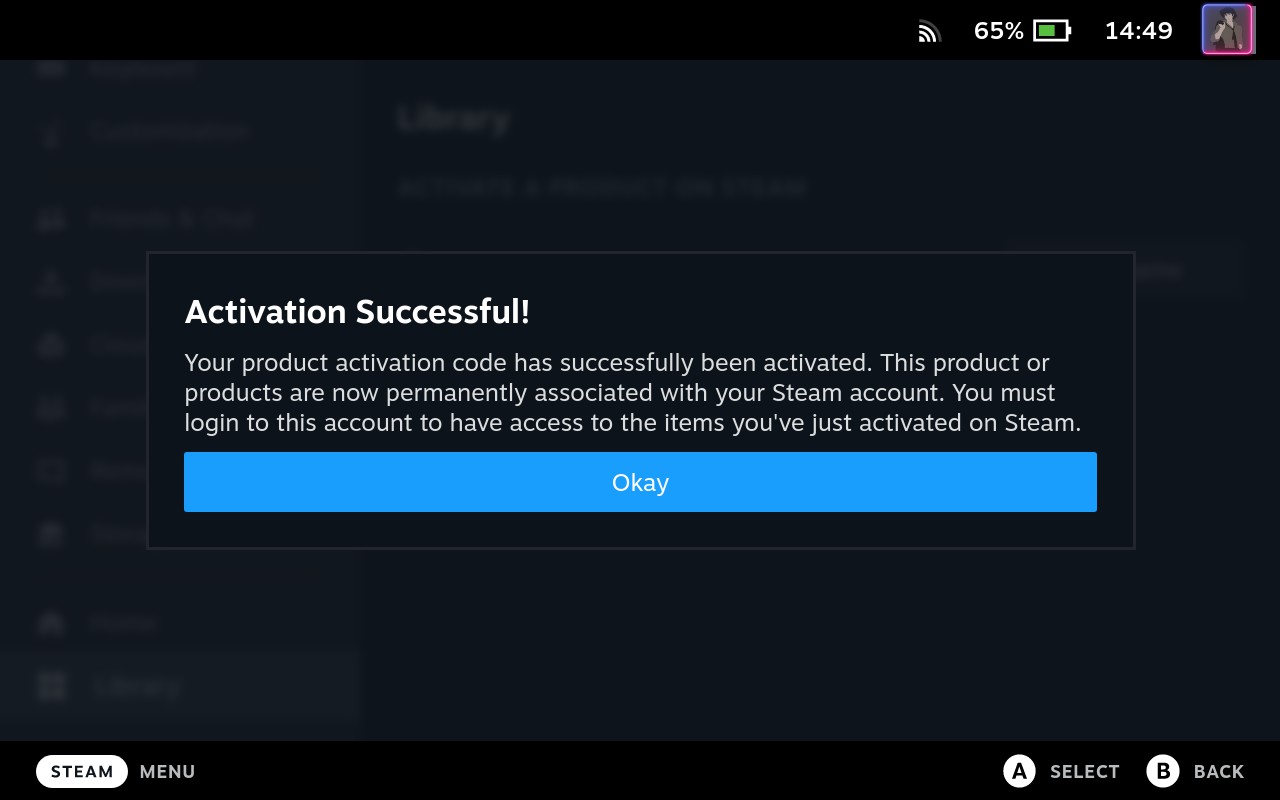 65%
14:49
Keyboard
Customization
Library
ACTIVATE A PRODUCT ON STEAM
Friends & Chat
Activation Successful!
Your product activation code has successfully been activated. This product or
products are now permanently associated with your Steam account. You must
login to this account to have access to the items you've just activated on Steam.
Okay
Home
Library
STEAM MENU
A SELECT B BACK